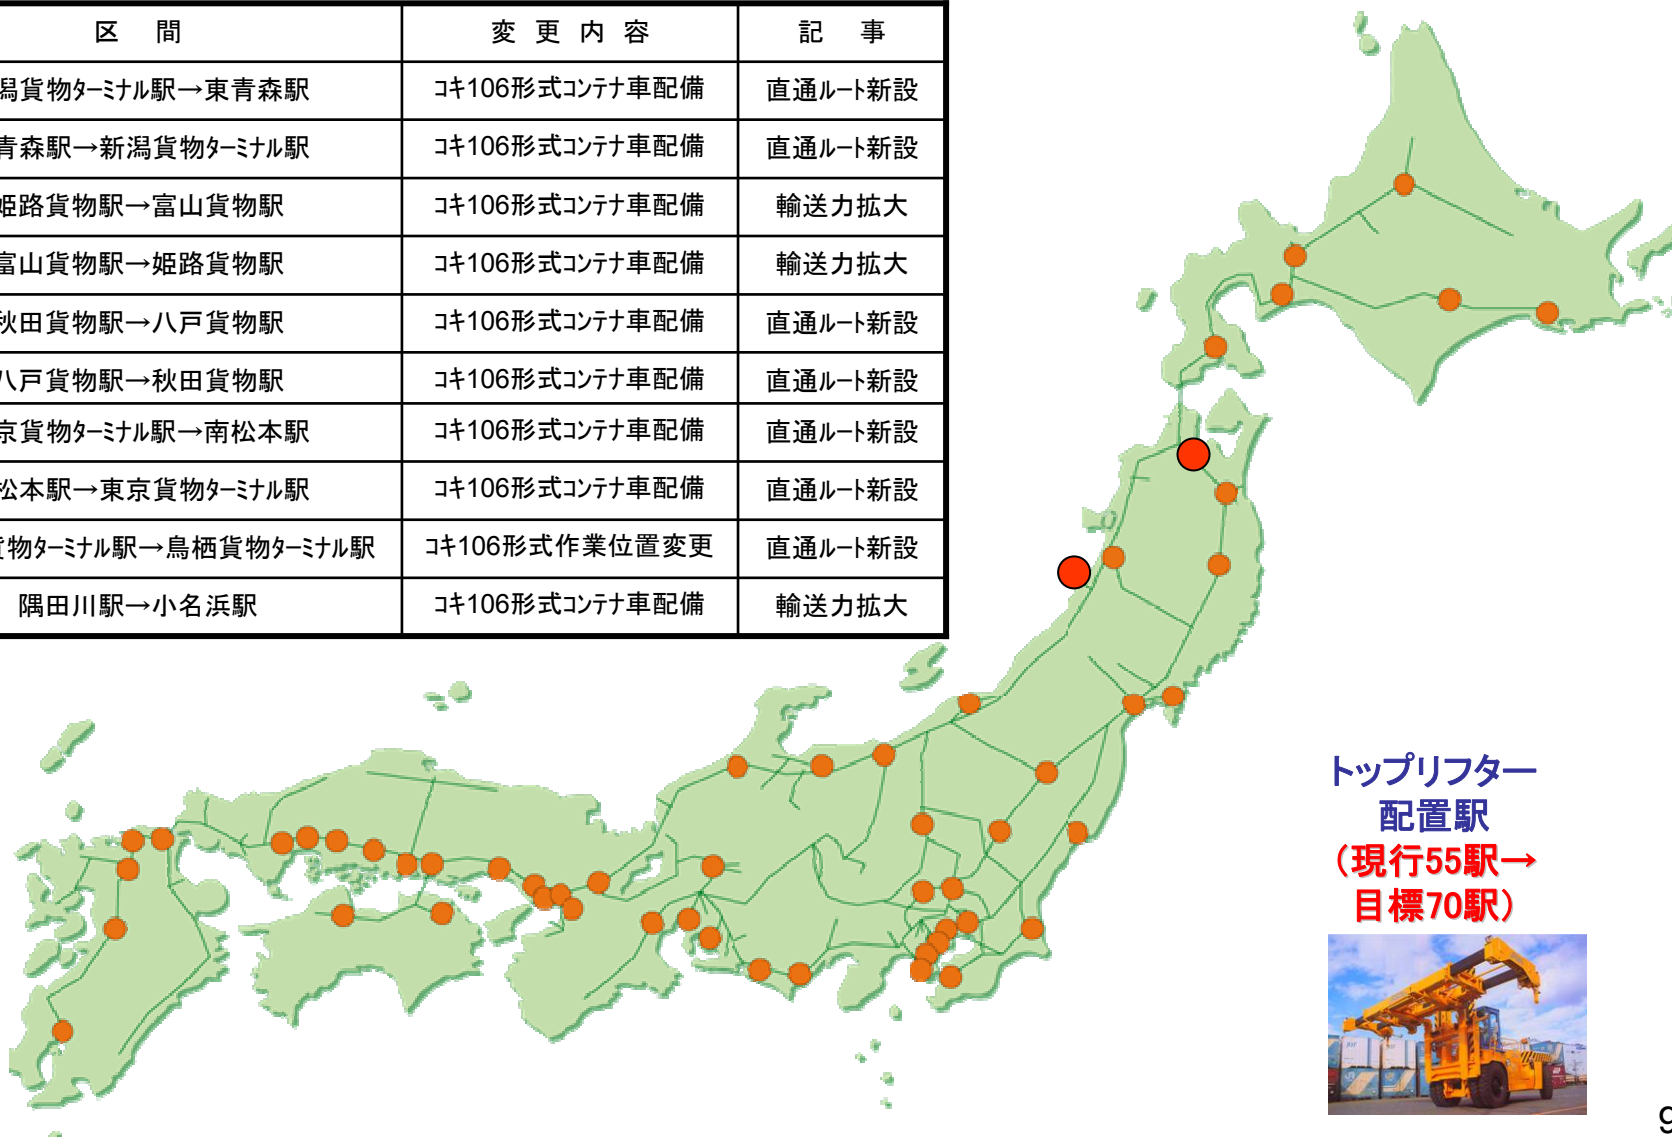 区 間 変 更 内 容 記 事
潟貨物ﾀｰﾐﾅﾙ駅→東青森駅 ｺｷ106形式ｺﾝﾃﾅ車配備 直通ﾙｰﾄ新設
青森駅→新潟貨物ﾀｰﾐﾅﾙ駅 ｺｷ106形式ｺﾝﾃﾅ車配備 直通ﾙｰﾄ新設
姫路貨物駅→富山貨物駅 ｺｷ106形式ｺﾝﾃﾅ車配備 輸送力拡大
富山貨物駅→姫路貨物駅 ｺｷ106形式ｺﾝﾃﾅ車配備 輸送力拡大
秋田貨物駅→八戸貨物駅 ｺｷ106形式ｺﾝﾃﾅ車配備 直通ﾙｰﾄ新設
八戸貨物駅→秋田貨物駅 ｺｷ106形式ｺﾝﾃﾅ車配備 直通ﾙｰﾄ新設
京貨物ﾀｰﾐﾅﾙ駅→南松本駅 ｺｷ106形式ｺﾝﾃﾅ車配備 直通ﾙｰﾄ新設
松本駅→東京貨物ﾀｰﾐﾅﾙ駅 ｺｷ106形式ｺﾝﾃﾅ車配備 直通ﾙｰﾄ新設
貨物ﾀｰﾐﾅﾙ駅→鳥栖貨物ﾀｰﾐﾅﾙ駅 ｺｷ106形式作業位置変更 直通ﾙｰﾄ新設
隅田川駅→小名浜駅 ｺｷ106形式ｺﾝﾃﾅ車配備 輸送力拡大
トップリフター
配置駅
（現行55駅→
目標70駅）
9